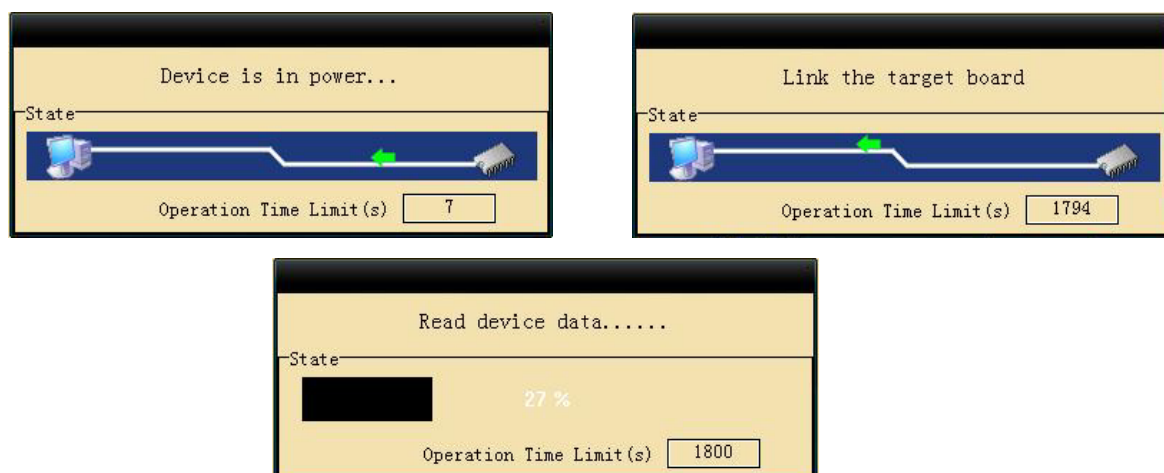 Device is in power...
State
Operation Time Limit(s) 7
Link the target board
State
Operation Time Limit(s) 1794
Read device data......
State
27 %
Operation Time Limit(s) 1800